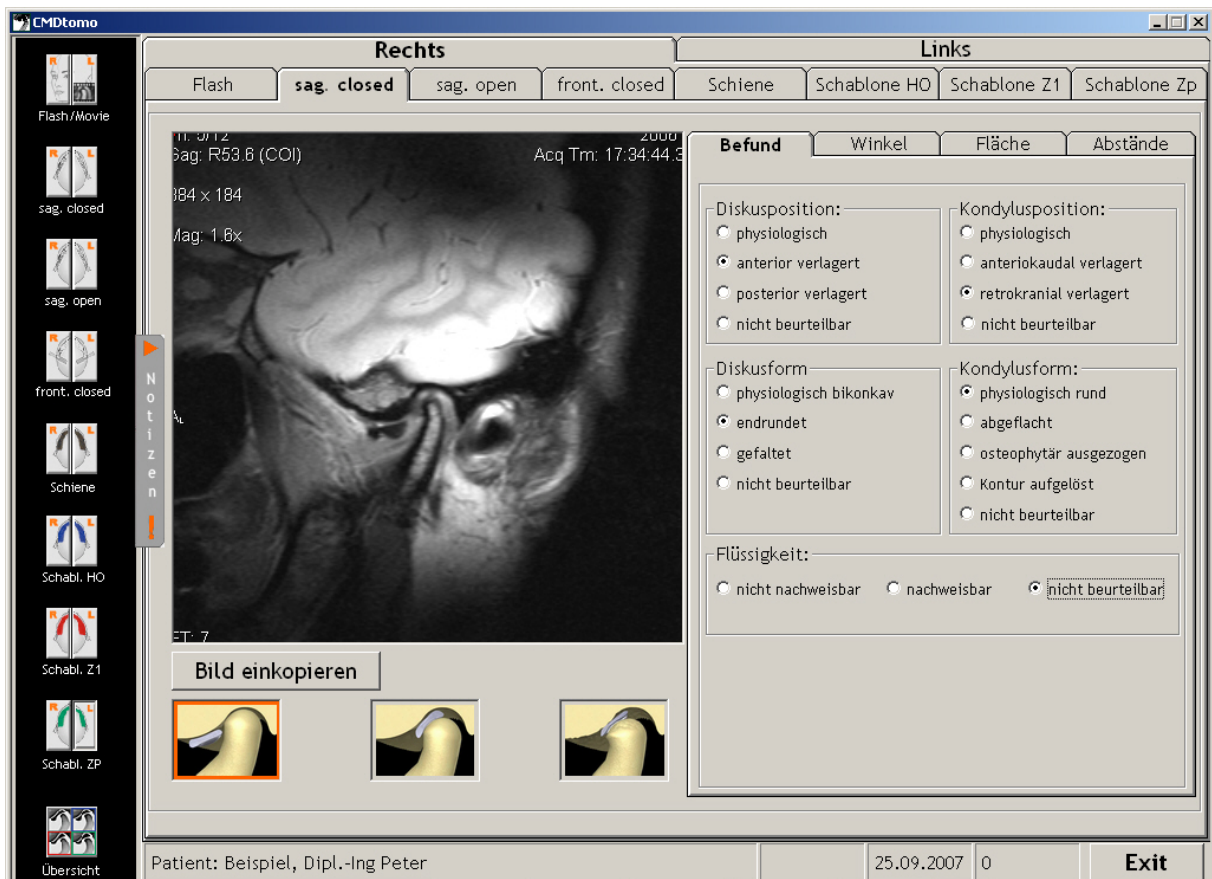 CMDtomo
Rechts
Links
Flash
sag. closed
sag. open
front. closed
Schiene
Schablone HO
Schablone Z1
Schablone Zp
Flash/Movie
sag. closed
sag. open
front. closed
Schiene
Schabl. HO
Schabl. Z1
Schabl. ZP
Übersicht
Notizen
!
2006
Sag: R53.6 (COI)
Acq Tm: 17:34:44.3
384 x 184
Mag: 1.6x
ET: 7
Bild einkopieren
Befund
Winkel
Fläche
Abstände
Diskusposition:
physiologisch
anterior verlagert
posterior verlagert
nicht beurteilbar
Kondylusposition:
physiologisch
anteriokaudal verlagert
retrokranial verlagert
nicht beurteilbar
Diskusform
physiologisch bikonkav
endrundet
gefaltet
nicht beurteilbar
Kondylusform:
physiologisch rund
abgeflacht
osteophytär ausgezogen
Kontur aufgelöst
nicht beurteilbar
Flüssigkeit:
nicht nachweisbar
nachweisbar
nicht beurteilbar
Patient: Beispiel, Dipl.-Ing Peter
25.09.2007
0
Exit